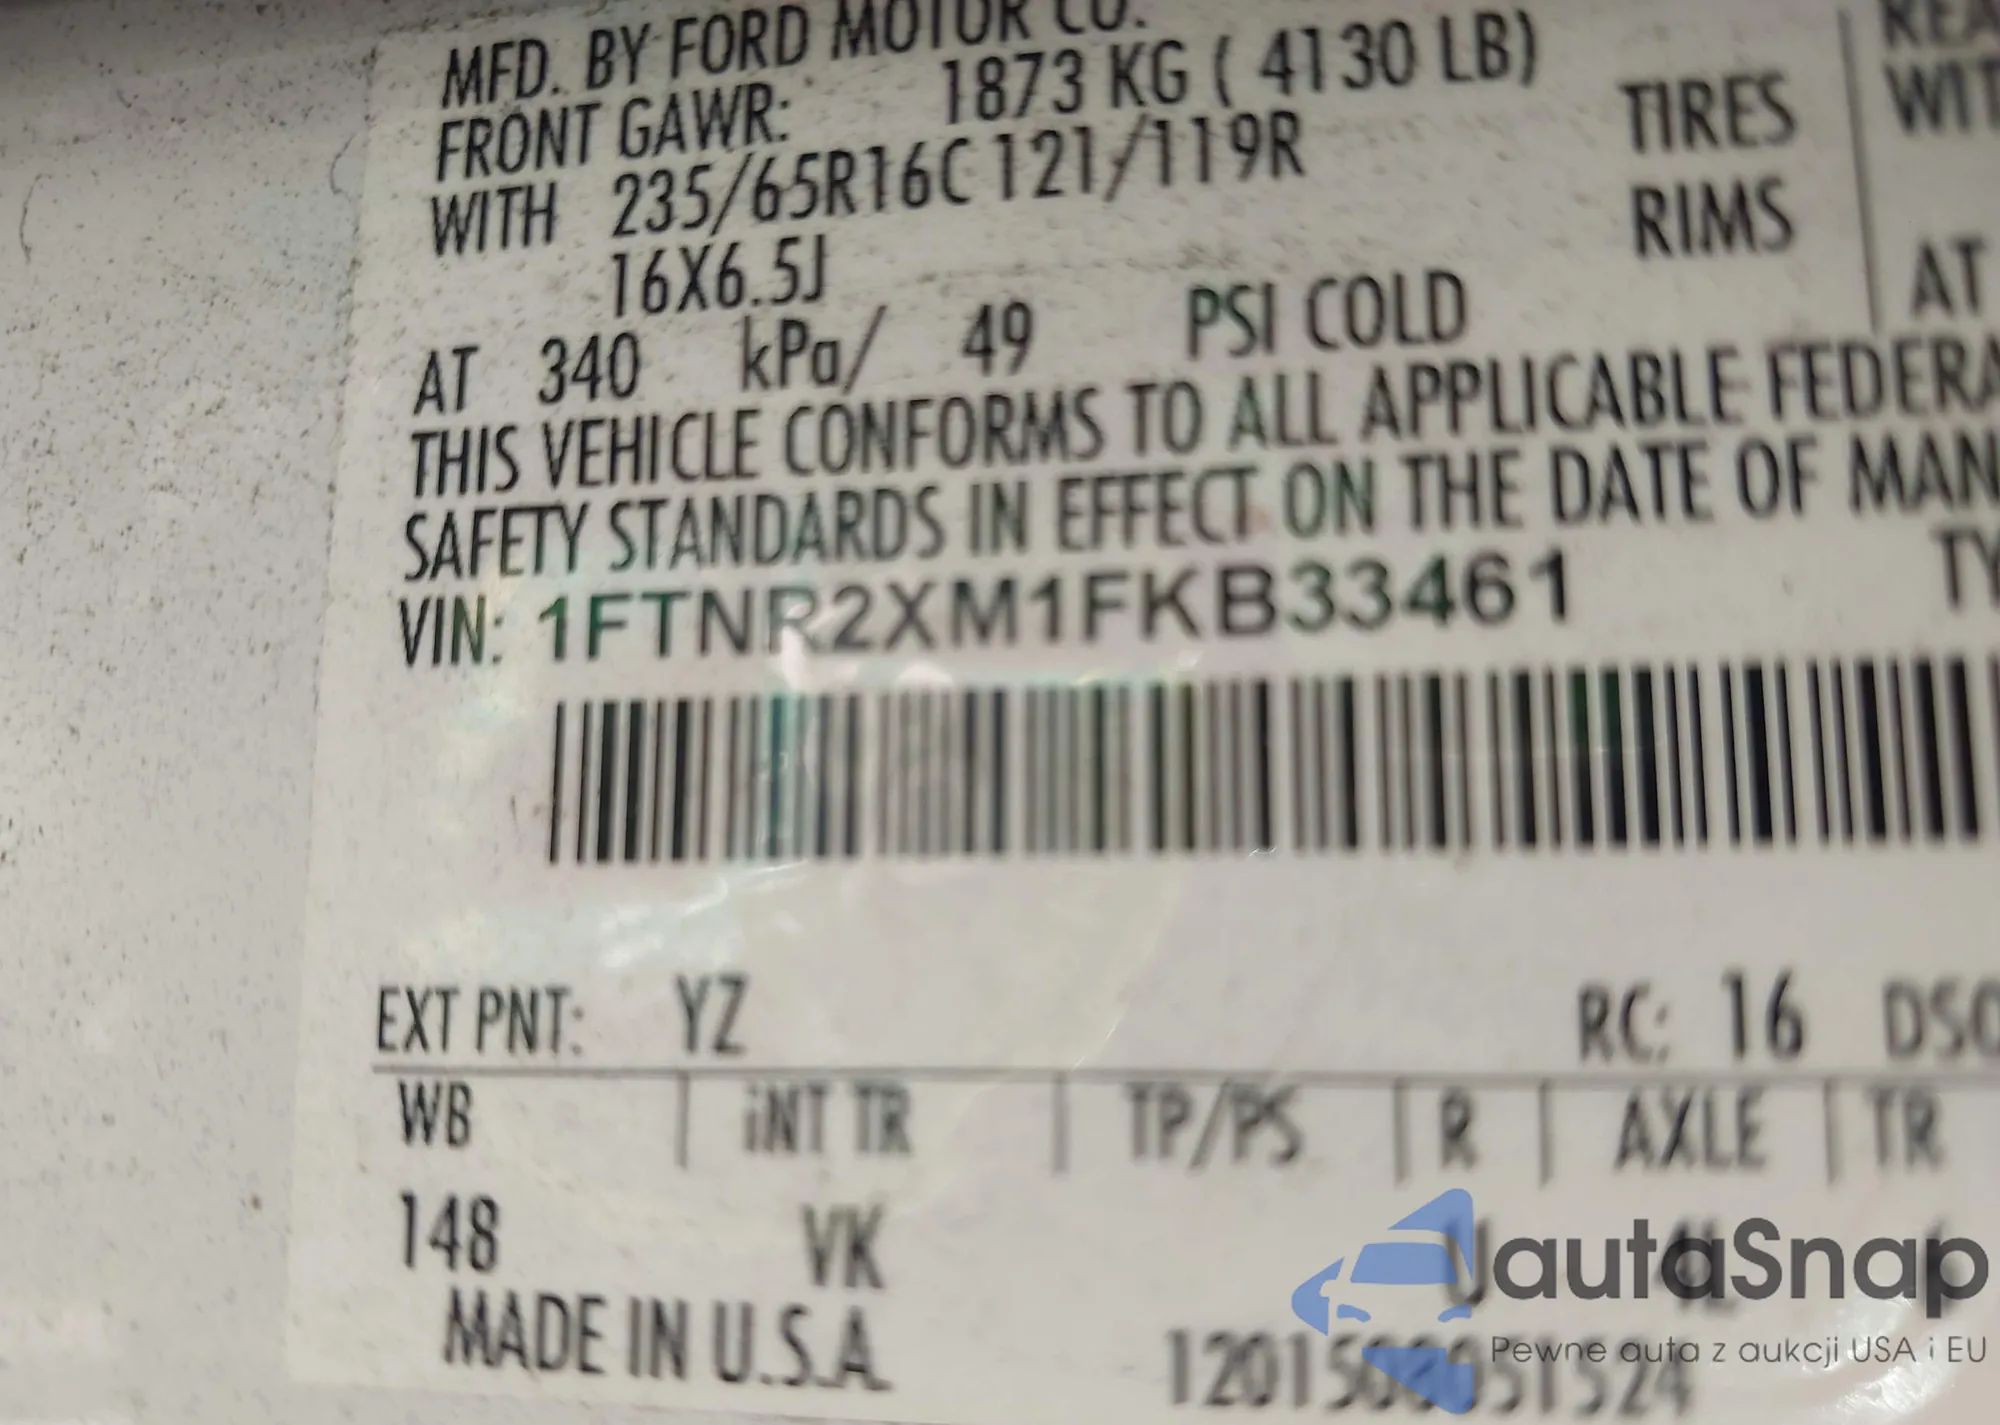 MFD. BY FORD MOTOR CO.
FRONT GAWR: 1873 KG ( 4130 LB)
WITH 235/65R16C 121/119R TIRES
16X6.5J RIMS
AT 340 kPa/ 49 PSI COLD
WIT
AT
THIS VEHICLE CONFORMS TO ALL APPLICABLE FEDERA
SAFETY STANDARDS IN EFFECT ON THE DATE OF MAN
VIN: 1FTNR2XM1FKB33461 TY
EXT PNT: YZ RC: 16 DSO
WB | INT TR | TP/PS | R | AXLE | TR
148 VK
MADE IN U.S.A.
autaSnap
Pewne auta z aukcji USA i EU